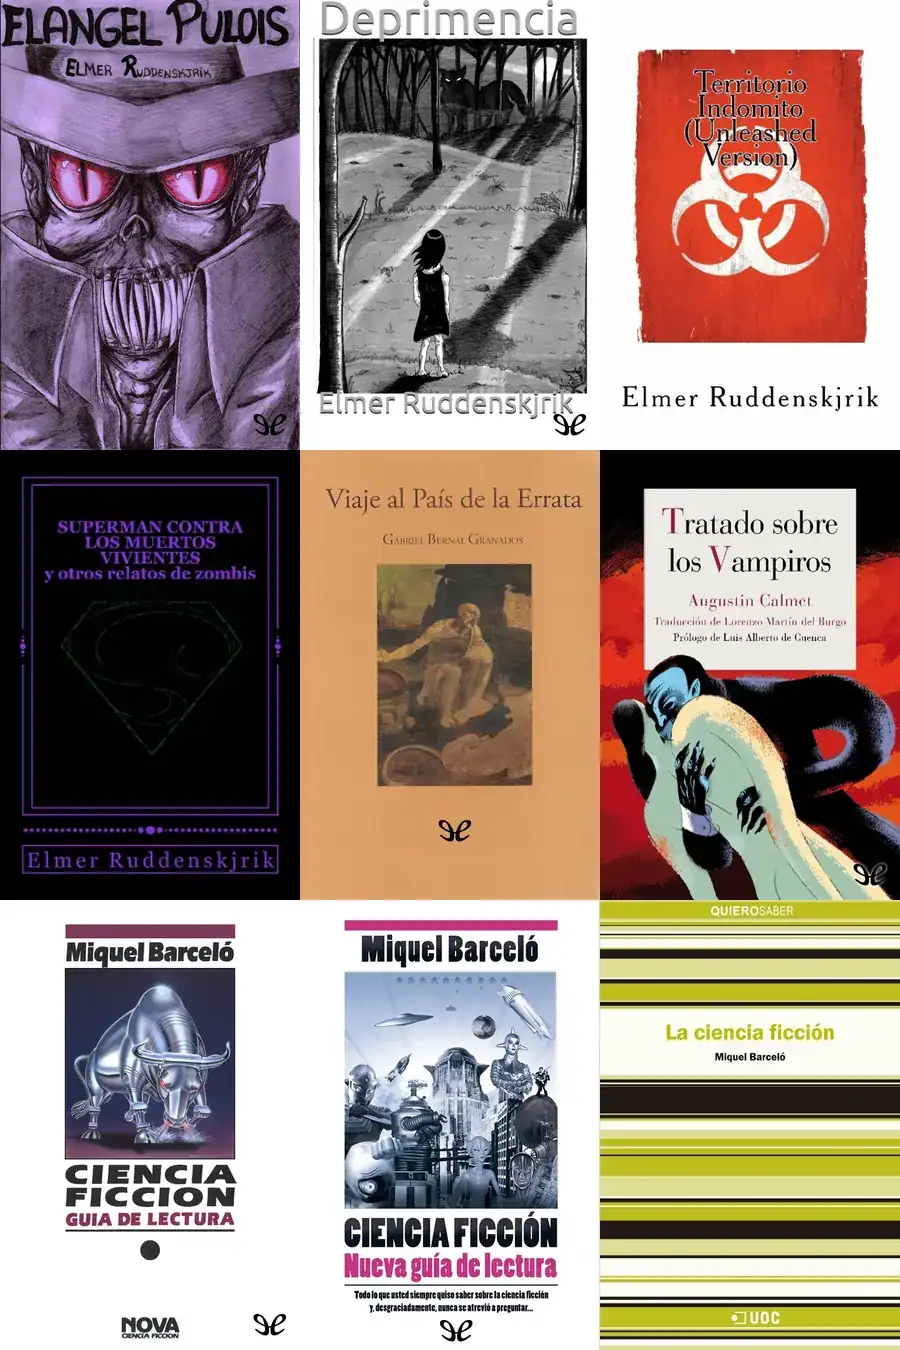 ELANGEL PULOIS
ELMER RUDDENSKJRIK
Deprimencia
Elmer Ruddenskjrik
Territorio
Indomito
(Unleashed
Version)
Elmer Ruddenskjrik
SUPERMAN CONTRA
LOS MUERTOS
VIVIENTES
y otros relatos de zombis
Elmer Ruddenskjrik
Viaje al País de la Errata
GABRIEL BERNAL GRANADOS
Tratado sobre
los Vampiros
Augustin Calmet
Traducción de Lorenzo Martín del Burgo
Prólogo de Luis Alberto de Cuenca
Miquel Barceló
CIENCIA
FICCION
GUIA DE LECTURA
NOVA
CIENCIA FICCION
Miquel Barceló
CIENCIA FICCIÓN
Nueva guía de lectura
Todo lo que usted siempre quiso saber sobre la ciencia ficción
y, desgraciadamente, nunca se atrevió a preguntar...
QUIEROSABER
La ciencia ficción
Miquel Barceló
UOC